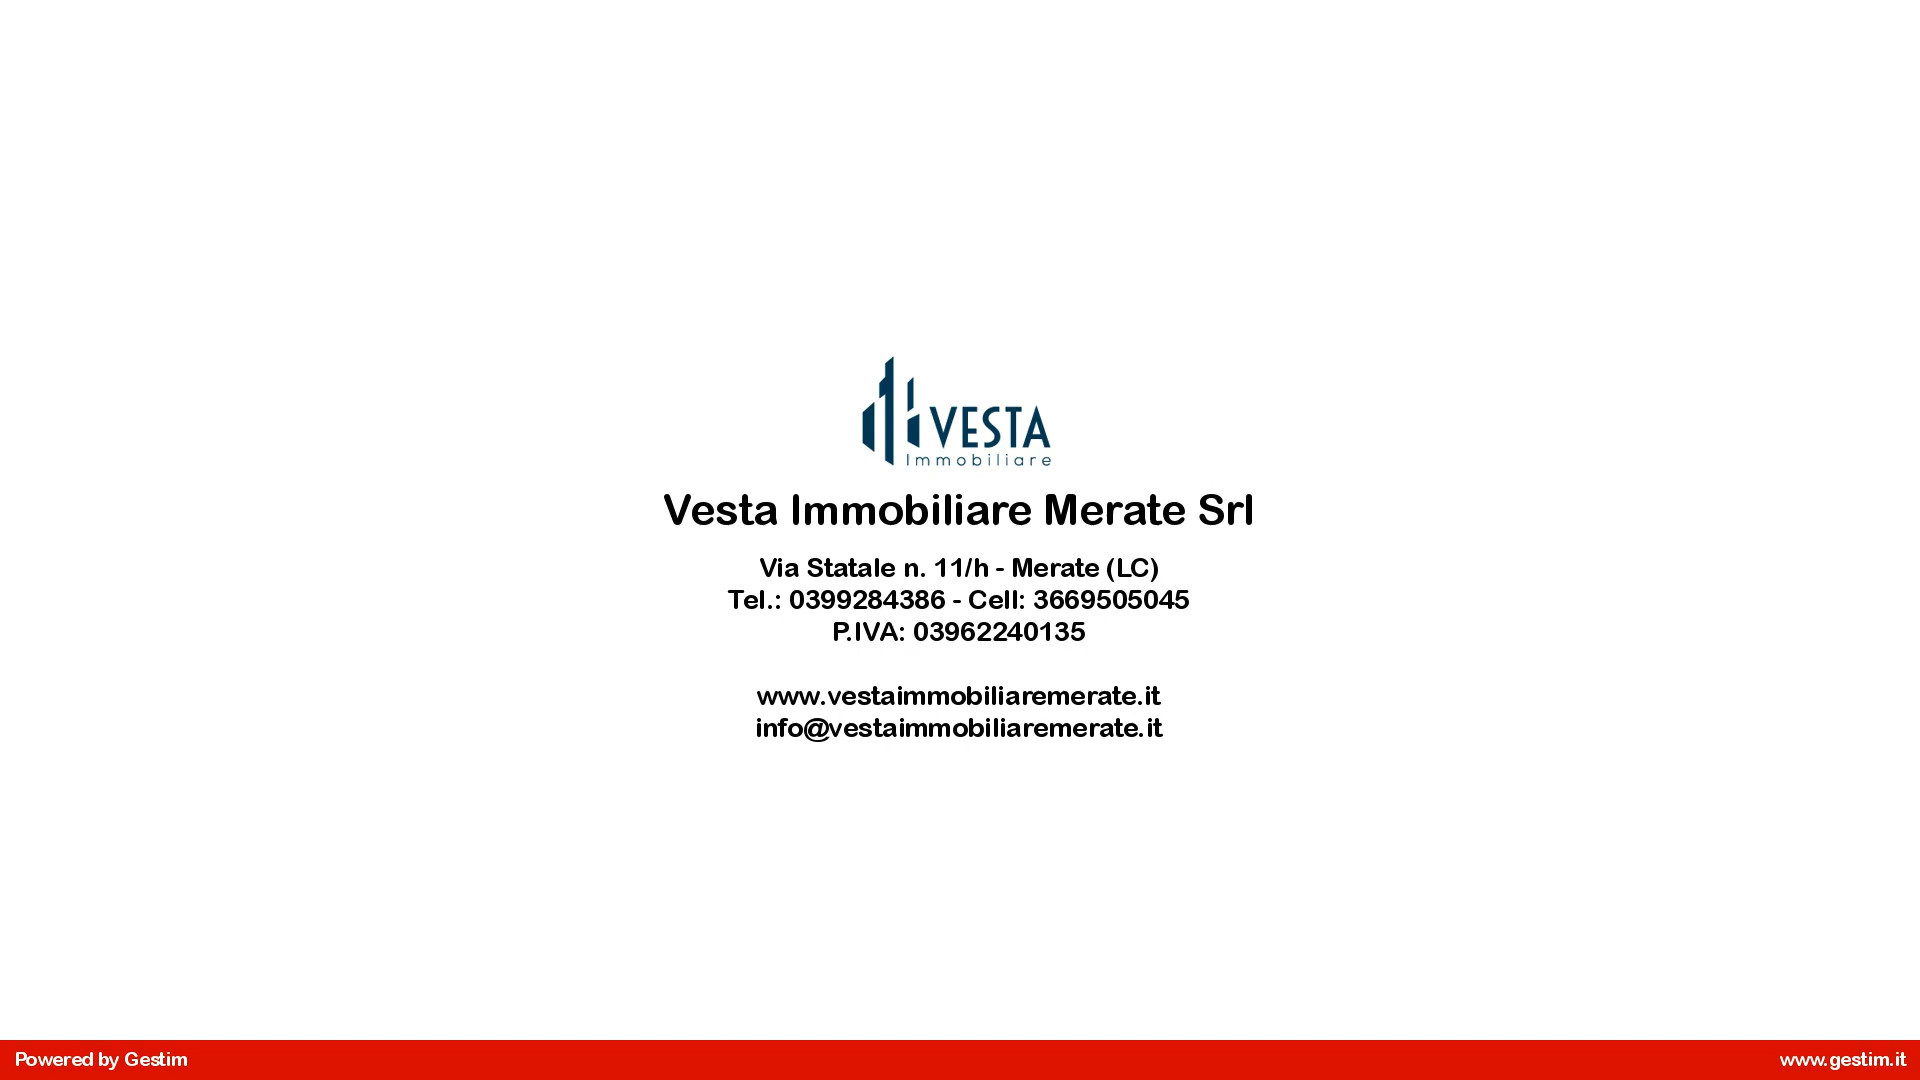 VESTA
Immobiliare
Vesta Immobiliare Merate Srl
Via Statale n. 11/h - Merate (LC)
Tel.: 0399284386 - Cell: 3669505045
P.IVA: 03962240135
www.vestaimmobiliaremerate.it
info@vestaimmobiliaremerate.it
Powered by Gestim
www.gestim.it